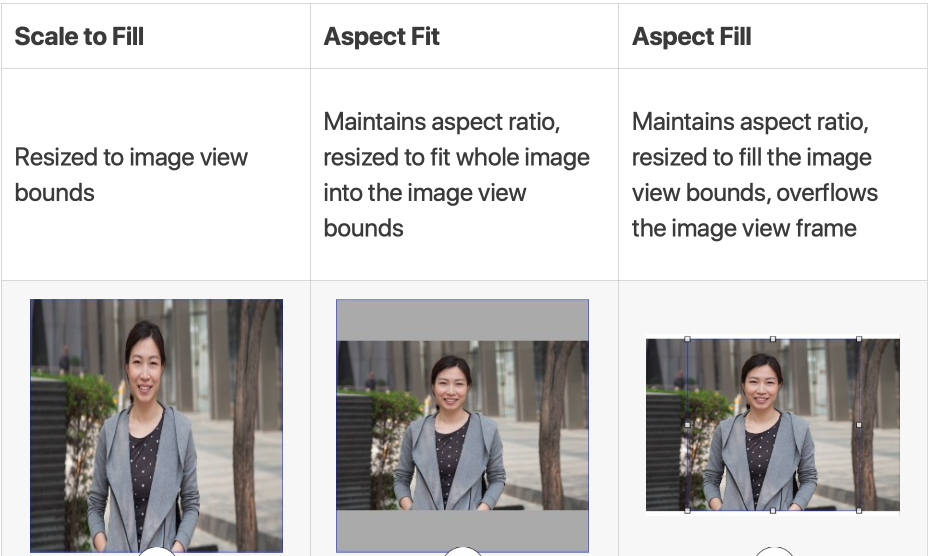 Scale to Fill
Aspect Fit
Aspect Fill
Resized to image view
bounds
Maintains aspect ratio,
resized to fit whole image
into the image view
bounds
Maintains aspect ratio,
resized to fill the image
view bounds, overflows
the image view frame